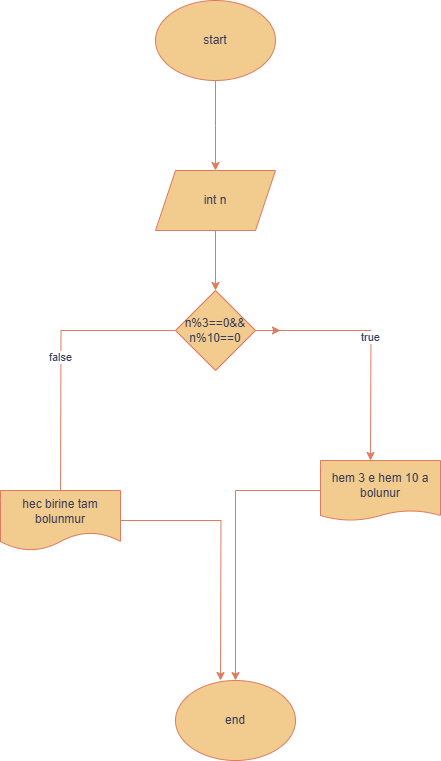 start
int n
n%3==0&&
n%10==0
false
true
hem 3 e hem 10 a
bolunur
hec birine tam
bolunmur
end